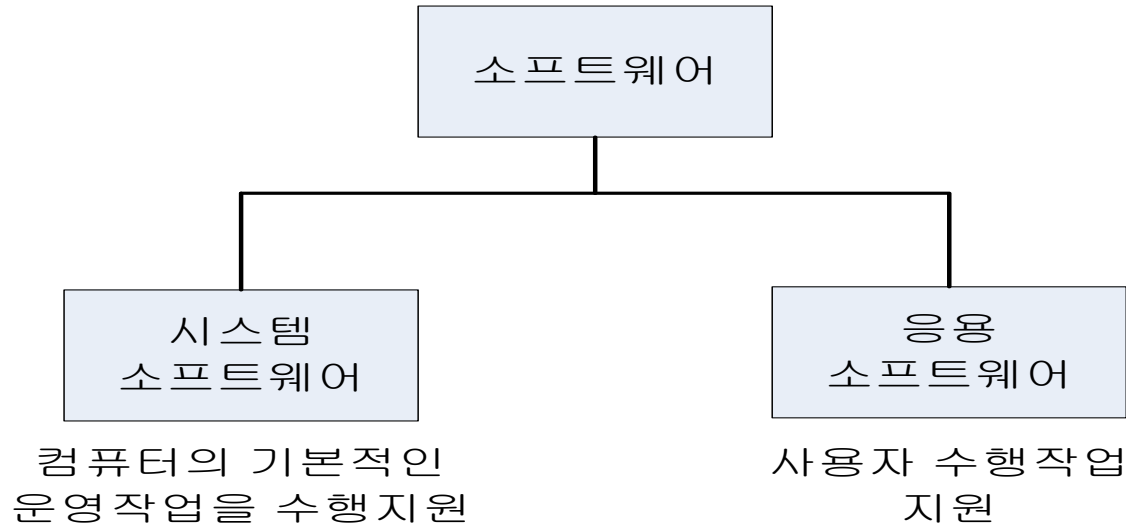 소프트웨어
시스템
소프트웨어
컴퓨터의 기본적인
운영작업을 수행지원
응용
소프트웨어
사용자 수행작업
지원